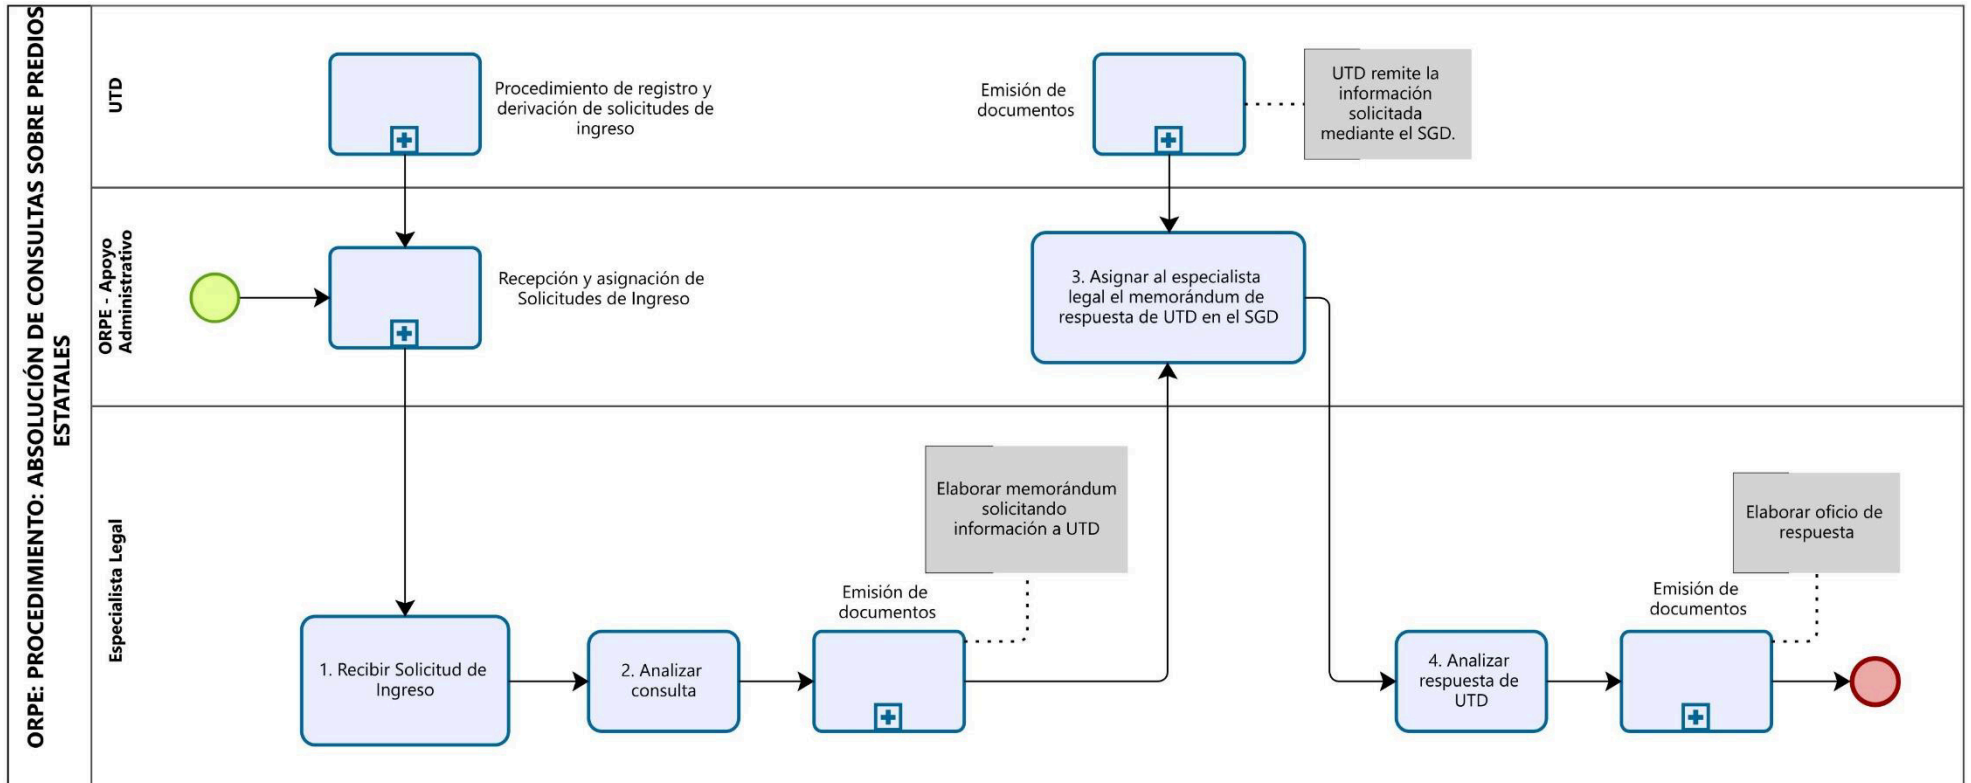 ORPE: PROCEDIMIENTO: ABSOLUCIÓN DE CONSULTAS SOBRE PREDIOS
ESTATALES
UTD
Procedimiento de registro y
derivación de solicitudes de
ingreso
Emisión de
documentos
UTD remite la
información
solicitada
mediante el SGD.
ORPE - Apoyo
Administrativo
Recepción y asignación de
Solicitudes de Ingreso
3. Asignar al especialista
legal el memorándum de
respuesta de UTD en el SGD
Especialista Legal
1. Recibir Solicitud de
Ingreso
2. Analizar
consulta
Emisión de
documentos
Elaborar memorándum
solicitando
información a UTD
4. Analizar
respuesta de
UTD
Emisión de
documentos
Elaborar oficio de
respuesta